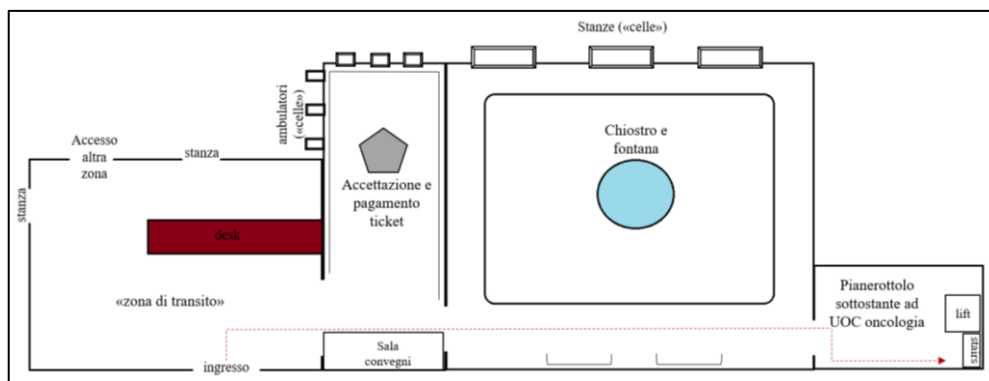 Stanze («celle»)
ambulatori
(«celle»)
Accesso
altra
zona
stanza
stanza
Chiostro e
fontana
Accettazione e
pagamento
ticket
desk
«zona di transito»
Pianerottolo
sottostante ad
UOC oncologia
lift
stairs
Sala
convegni
ingresso